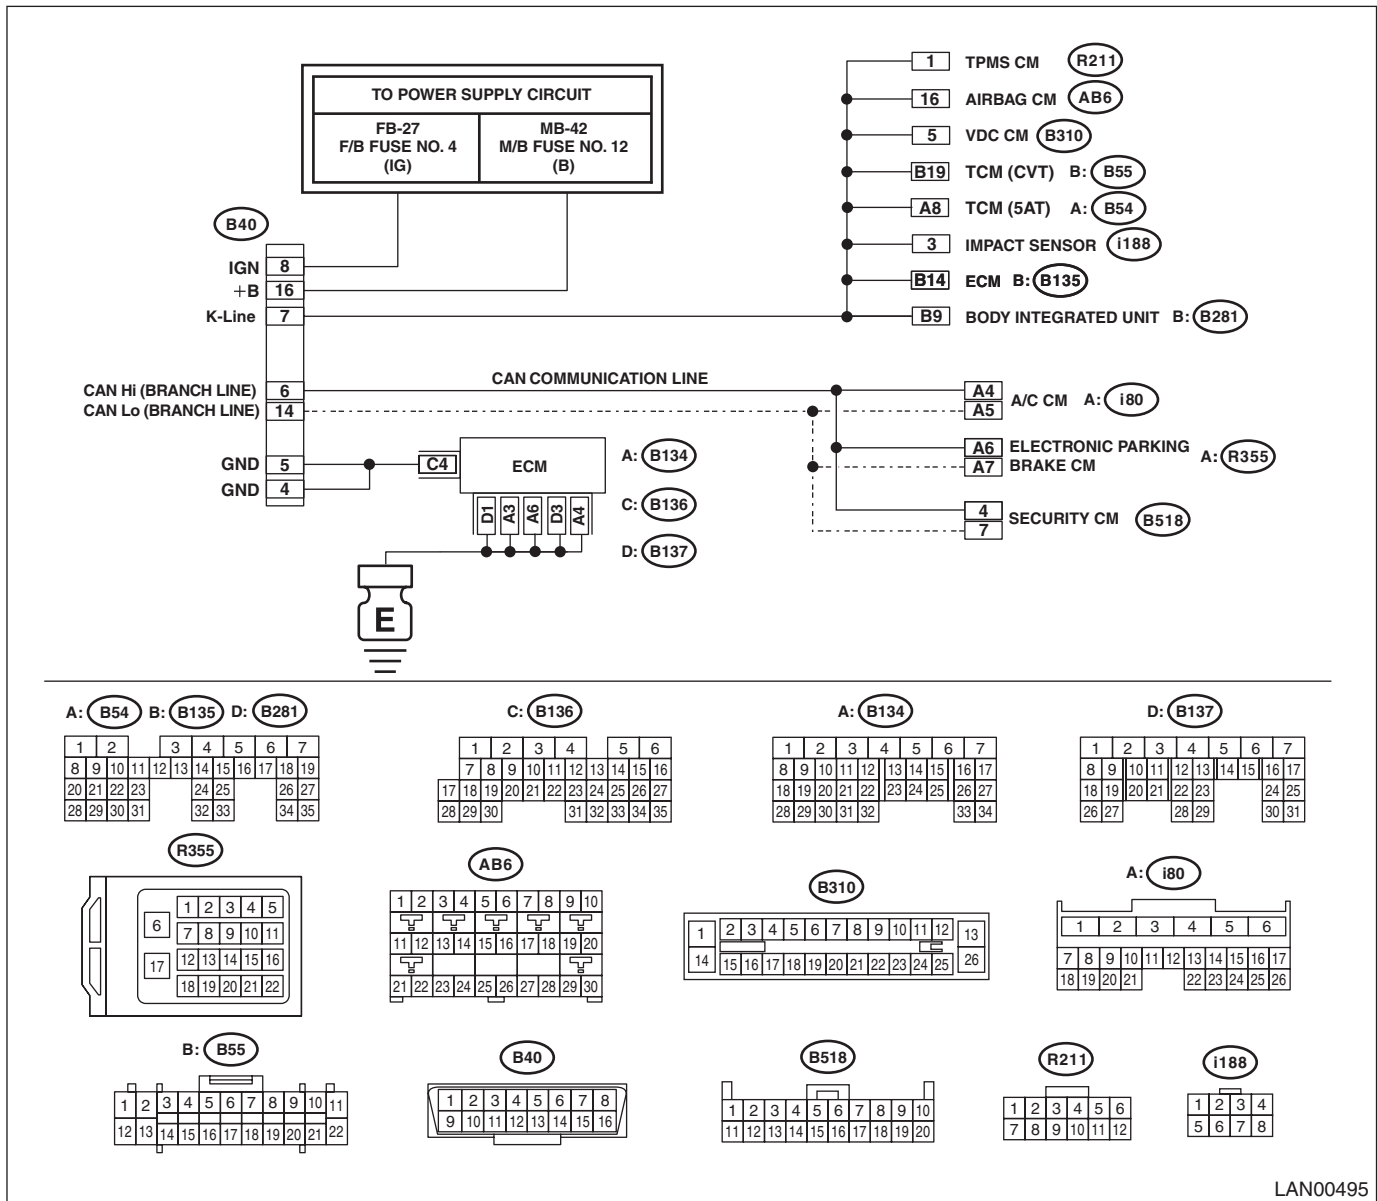 TO POWER SUPPLY CIRCUIT
FB-27
F/B FUSE NO. 4
(IG)
MB-42
M/B FUSE NO. 12
(B)
B40
IGN 8
+B 16
K-Line 7
CAN Hi (BRANCH LINE) 6
CAN Lo (BRANCH LINE) 14
GND 5
GND 4
1 TPMS CM R211
16 AIRBAG CM AB6
5 VDC CM B310
B19 TCM (CVT) B: B55
A8 TCM (5AT) A: B54
3 IMPACT SENSOR i188
B14 ECM B: B135
B9 BODY INTEGRATED UNIT B: B281
CAN COMMUNICATION LINE
A4
A5
A/C CM A: i80
A6 ELECTRONIC PARKING
A7 BRAKE CM
A: R355
4
7
SECURITY CM B518
C4 ECM
D1 A3 A6 D3 A4
A: B134
C: B136
D: B137
E
A: B54 B: B135 D: B281
1 2 3 4 5 6 7
8 9 10 11 12 13 14 15 16 17 18 19
20 21 22 23 24 25 26 27
28 29 30 31 32 33 34 35
C: B136
1 2 3 4 5 6
7 8 9 10 11 12 13 14 15 16
17 18 19 20 21 22 23 24 25 26 27
28 29 30 31 32 33 34 35
A: B134
1 2 3 4 5 6 7
8 9 10 11 12 13 14 15 16 17
18 19 20 21 22 23 24 25 26 27
28 29 30 31 32 33 34
D: B137
1 2 3 4 5 6 7
8 9 10 11 12 13 14 15 16 17
18 19 20 21 22 23 24 25
26 27 28 29 30 31
R355
1 2 3 4 5
6
7 8 9 10 11
12 13 14 15 16
17
18 19 20 21 22
AB6
1 2 3 4 5 6 7 8 9 10
11 12 13 14 15 16 17 18 19 20
21 22 23 24 25 26 27 28 29 30
B310
1 2 3 4 5 6 7 8 9 10 11 12 13
14 15 16 17 18 19 20 21 22 23 24 25 26
A: i80
1 2 3 4 5 6
7 8 9 10 11 12 13 14 15 16 17
18 19 20 21 22 23 24 25 26
B: B55
1 2 3 4 5 6 7 8 9 10 11
12 13 14 15 16 17 18 19 20 21 22
B40
1 2 3 4 5 6 7 8
9 10 11 12 13 14 15 16
B518
1 2 3 4 5 6 7 8 9 10
11 12 13 14 15 16 17 18 19 20
R211
1 2 3 4 5 6
7 8 9 10 11 12
i188
1 2 3 4
5 6 7 8
LAN00495